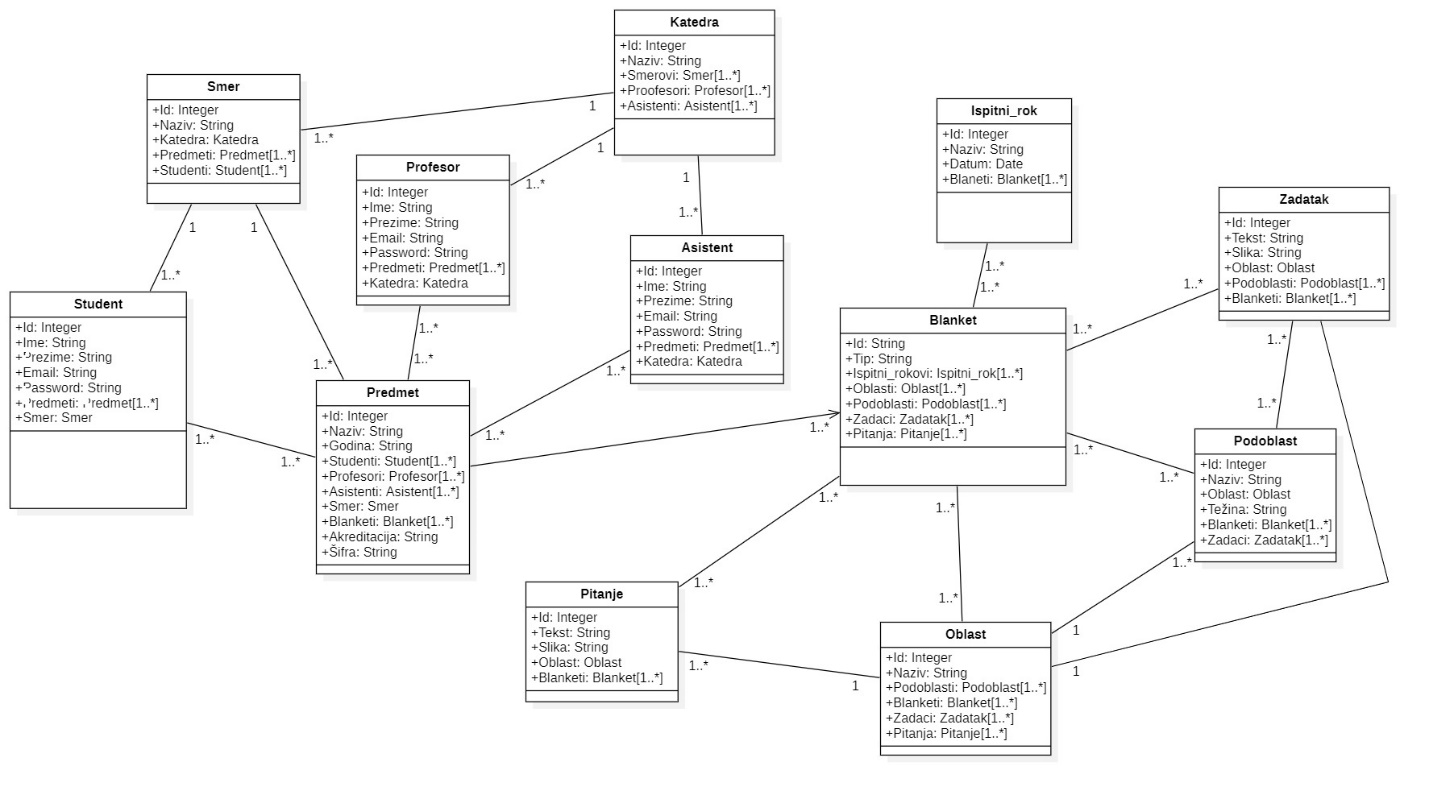 Katedra
+Id: Integer
+Naziv: String
+Smerovi: Smer[1..*]
+Proofesori: Profesor[1..*]
+Asistenti: Asistent[1..*]
1
1..*
1
1..*
1
1..*
Smer
+Id: Integer
+Naziv: String
+Katedra: Katedra
+Predmeti: Predmet[1..*]
+Studenti: Student[1..*]
1
1..*
1
1..*
Profesor
+Id: Integer
+Ime: String
+Prezime: String
+Email: String
+Password: String
+Predmeti: Predmet[1..*]
+Katedra: Katedra
1..*
1..*
Asistent
+Id: Integer
+Ime: String
+Prezime: String
+Email: String
+Password: String
+Predmeti: Predmet[1..*]
+Katedra: Katedra
1..*
1..*
Student
+Id: Integer
+Ime: String
+Prezime: String
+Email: String
+Password: String
+Predmeti: Predmet[1..*]
+Smer: Smer
1..*
1..*
Predmet
+Id: Integer
+Naziv: String
+Godina: String
+Studenti: Student[1..*]
+Profesori: Profesor[1..*]
+Asistenti: Asistent[1..*]
+Smer: Smer
+Blanketi: Blanket[1..*]
+Akreditacija: String
+Šifra: String
1..*
Ispitni_rok
+Id: Integer
+Naziv: String
+Datum: Date
+Blaneti: Blanket[1..*]
1..*
1..*
Blanket
+Id: String
+Tip: String
+Ispitni_rokovi: Ispitni_rok[1..*]
+Oblasti: Oblast[1..*]
+Podoblasti: Podoblast[1..*]
+Zadaci: Zadatak[1..*]
+Pitanja: Pitanje[1..*]
1..*
1..*
1..*
1..*
1..*
1..*
1..*
1..*
Zadatak
+Id: Integer
+Tekst: String
+Slika: String
+Oblast: Oblast
+Podoblasti: Podoblast[1..*]
+Blanketi: Blanket[1..*]
1..*
1..*
Podoblast
+Id: Integer
+Naziv: String
+Oblast: Oblast
+Težina: String
+Blanketi: Blanket[1..*]
+Zadaci: Zadatak[1..*]
1..*
1
1
Pitanje
+Id: Integer
+Tekst: String
+Slika: String
+Oblast: Oblast
+Blanketi: Blanket[1..*]
1..*
1
Oblast
+Id: Integer
+Naziv: String
+Podoblasti: Podoblast[1..*]
+Blanketi: Blanket[1..*]
+Zadaci: Zadatak[1..*]
+Pitanja: Pitanje[1..*]